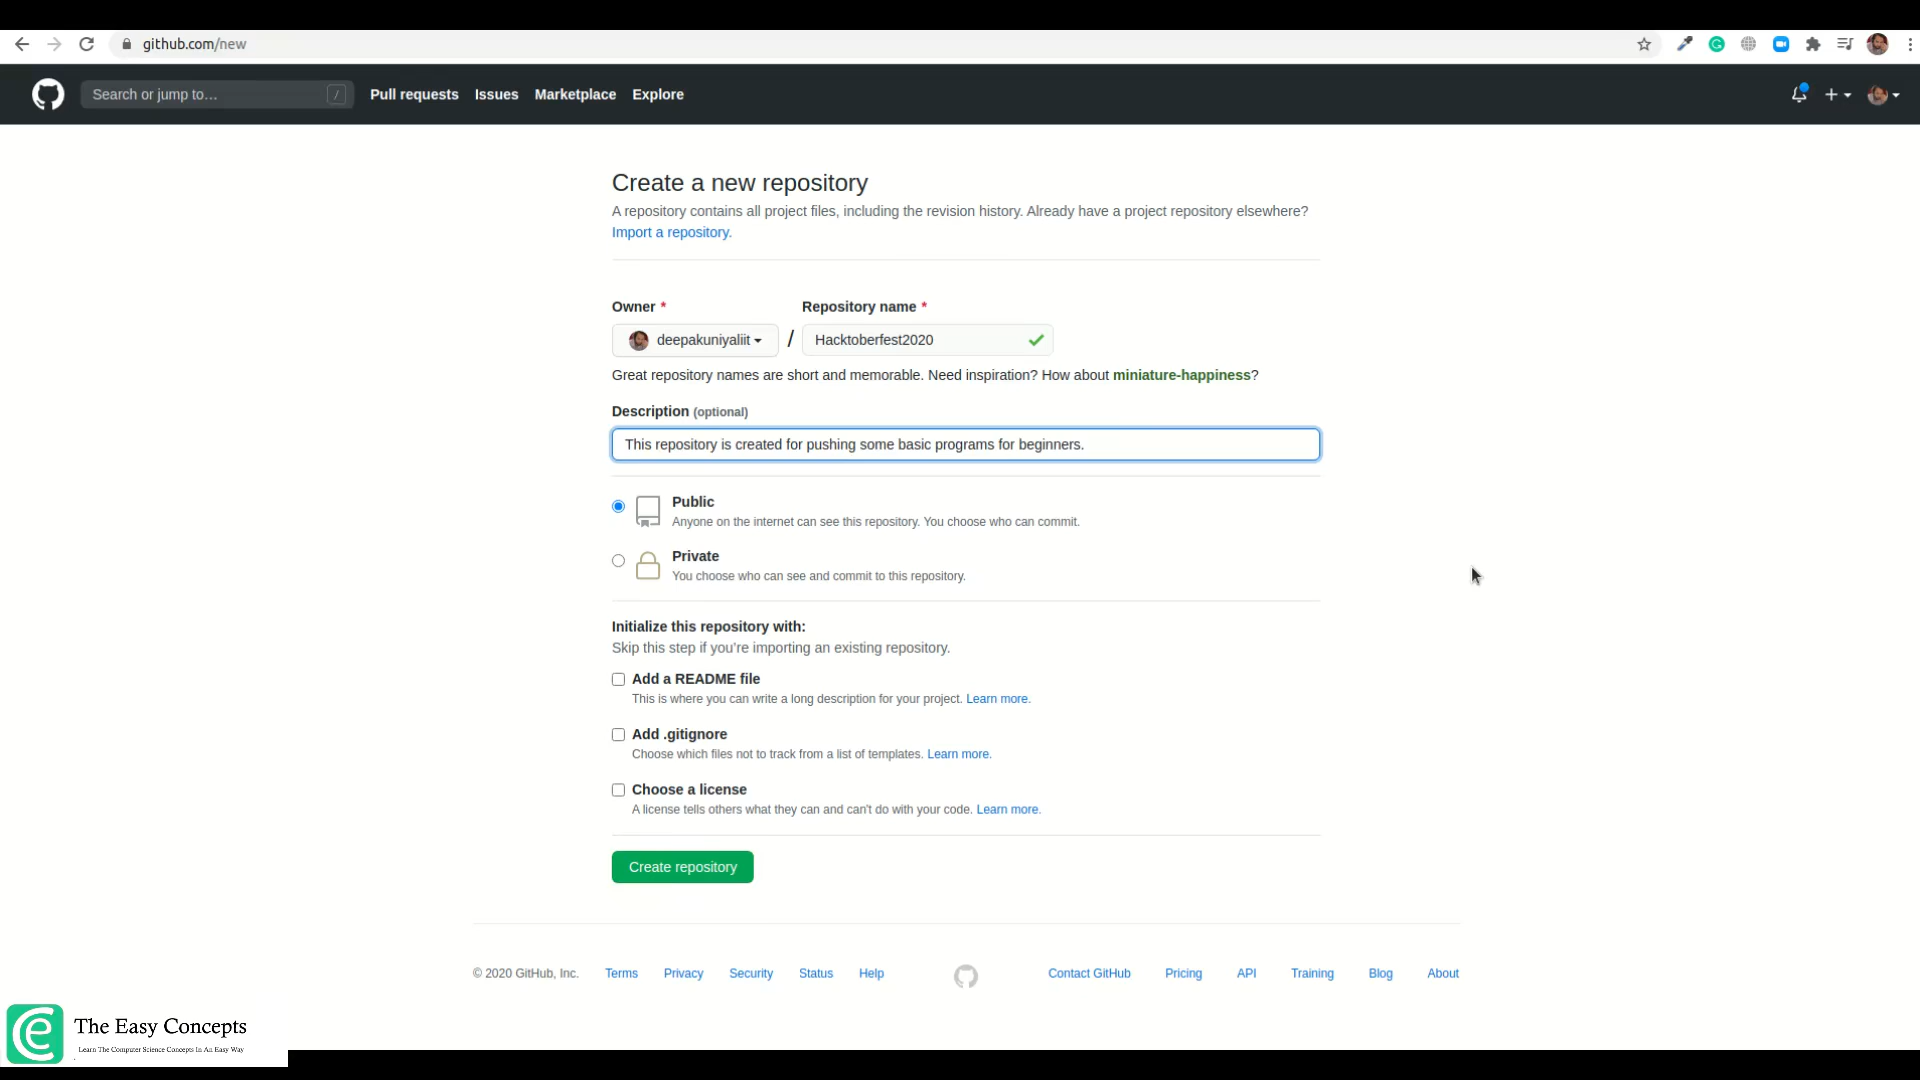 github.com/new
Search or jump to…
/
Pull requests
Issues
Marketplace
Explore
Create a new repository
A repository contains all project files, including the revision history. Already have a project repository elsewhere?
Import a repository.
Owner *
Repository name *
deepakuniyaliit
/
Hacktoberfest2020
Great repository names are short and memorable. Need inspiration? How about miniature-happiness?
Description (optional)
This repository is created for pushing some basic programs for beginners.
Public
Anyone on the internet can see this repository. You choose who can commit.
Private
You choose who can see and commit to this repository.
Initialize this repository with:
Skip this step if you're importing an existing repository.
Add a README file
This is where you can write a long description for your project. Learn more.
Add .gitignore
Choose which files not to track from a list of templates. Learn more.
Choose a license
A license tells others what they can and can't do with your code. Learn more.
Create repository
© 2020 GitHub, Inc.
Terms
Privacy
Security
Status
Help
Contact GitHub
Pricing
API
Training
Blog
About
The Easy Concepts
Learn The Computer Science Concepts In An Easy Way